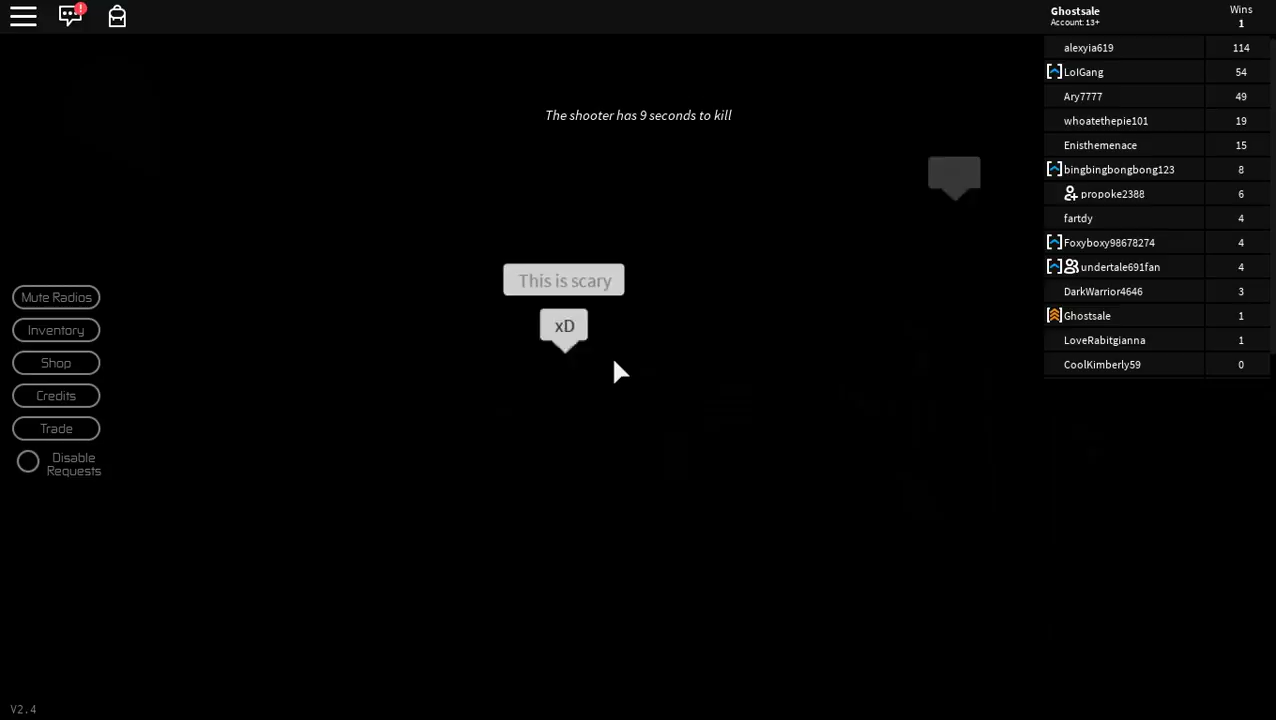 Ghostsale
Account: 13+
Wins
1
alexyia619 114
LolGang 54
Ary7777 49
whoatethepie101 19
Enisthemenace 15
bingbingbongbong123 8
propoke2388 6
fartdy 4
Foxyboxy98678274 4
undertale691fan 4
DarkWarrior4646 3
Ghostsale 1
LoveRabitgianna 1
CoolKimberly59 0
The shooter has 9 seconds to kill
This is scary
xD
Mute Radios
Inventory
Shop
Credits
Trade
Disable
Requests
V2.4